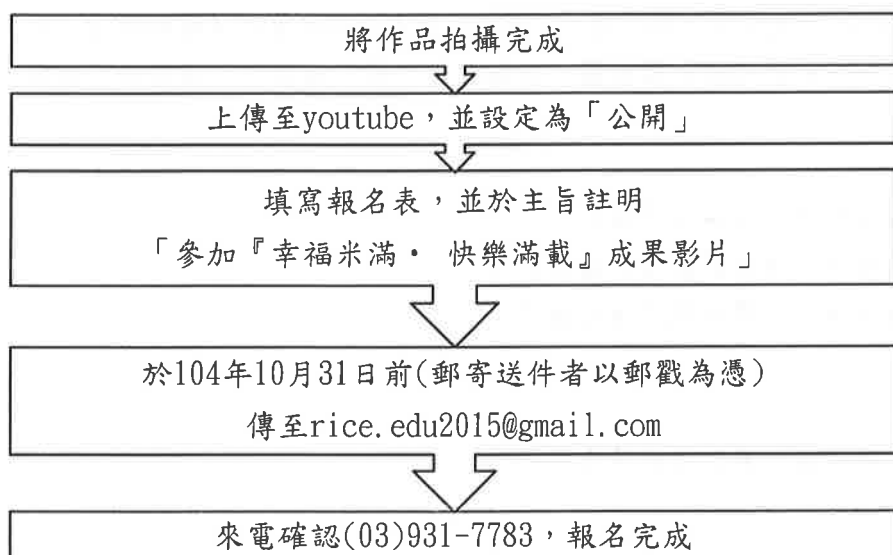 將作品拍攝完成
上傳至youtube，並設定為「公開」
填寫報名表，並於主旨註明
「參加『幸福米滿• 快樂滿載』成果影片」
於104年10月31日前(郵寄送件者以郵戳為憑)
傳至rice.edu2015@gmail.com
來電確認(03)931-7783，報名完成